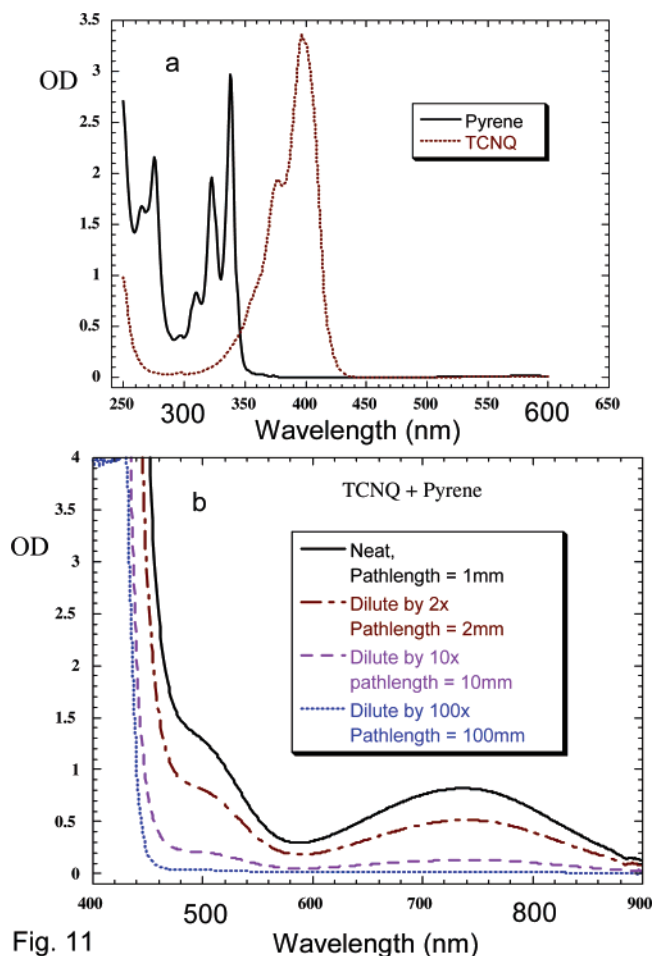 a
OD
3.5
3
2.5
2
1.5
1
0.5
0
Pyrene
TCNQ
250 300 350 400 450 500 550 600 650
Wavelength (nm)
b
TCNQ + Pyrene
OD
4
3.5
3
2.5
2
1.5
1
0.5
0
Neat,
Pathlength = 1mm
Dilute by 2x
Pathlength = 2mm
Dilute by 10x
pathlength = 10mm
Dilute by 100x
Pathlength = 100mm
400 500 600 700 800 900
Fig. 11 Wavelength (nm)